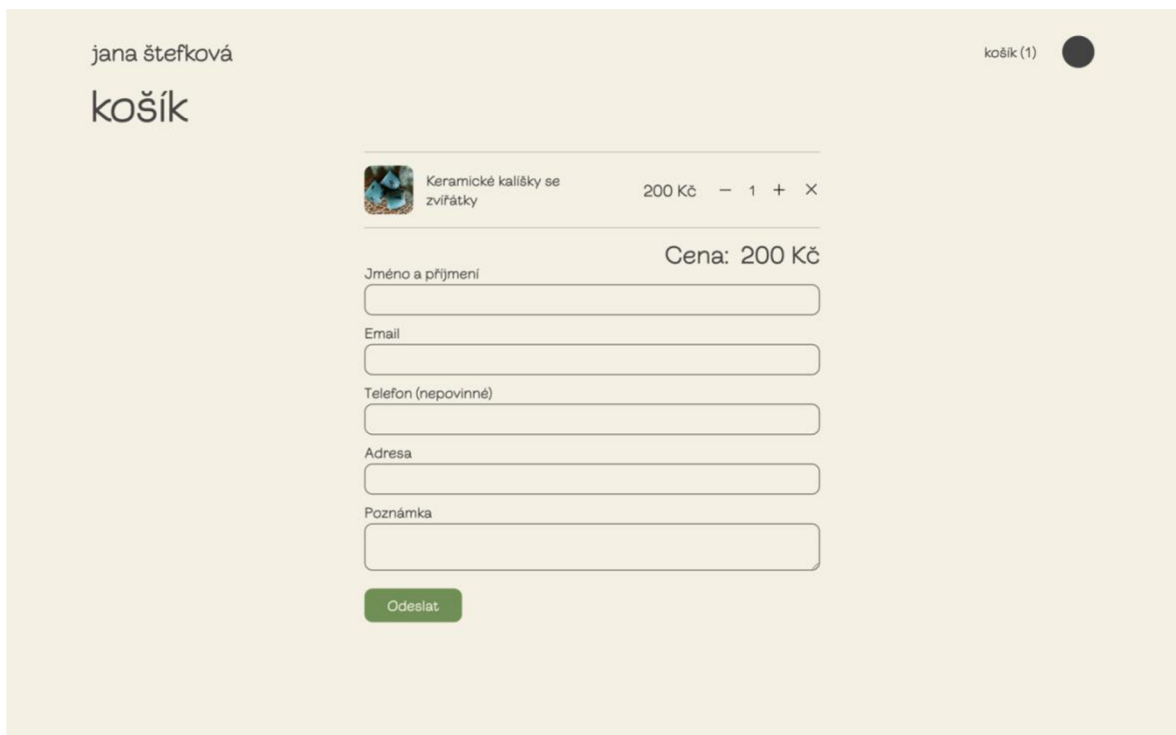 jana štefková
košík (1)
košík
Keramické kalíšky se
zvířátky
200 Kč − 1 + ×
Cena: 200 Kč
Jméno a příjmení
Email
Telefon (nepovinné)
Adresa
Poznámka
Odeslat